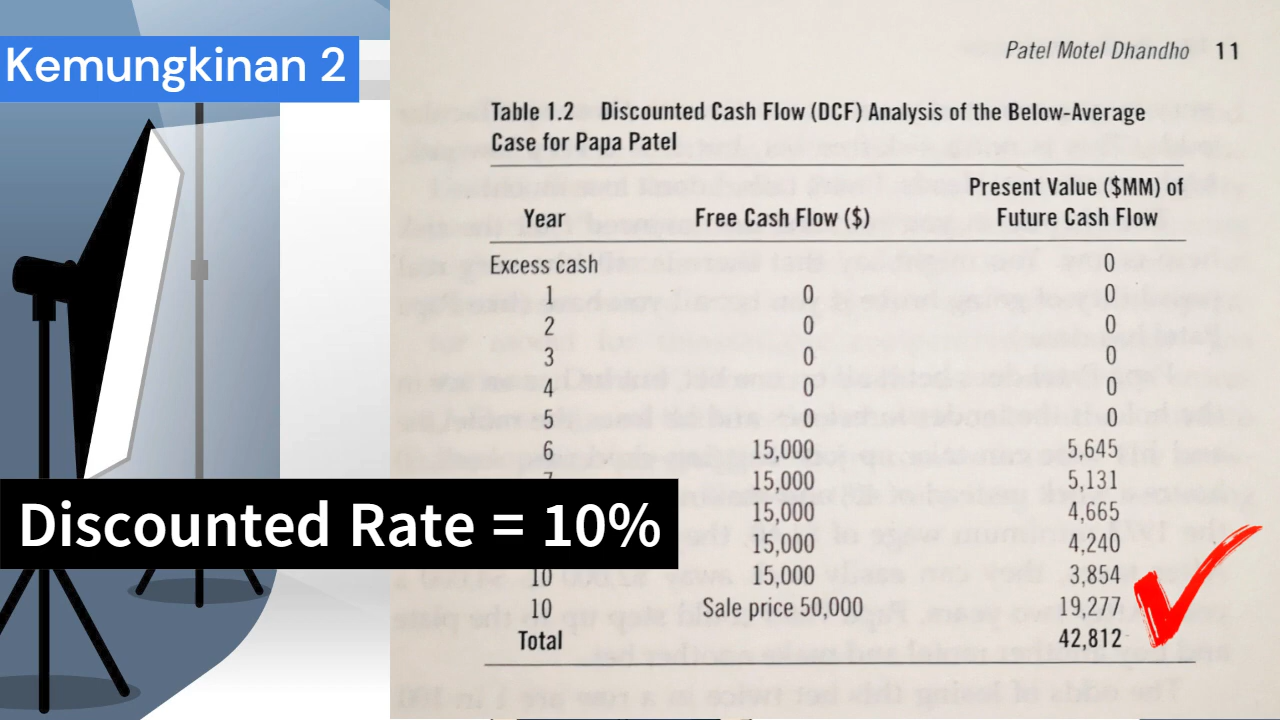 Kemungkinan 2
Patel Motel Dhandho 11
Table 1.2 Discounted Cash Flow (DCF) Analysis of the Below-Average
Case for Papa Patel
Present Value ($MM) of
Year Free Cash Flow ($) Future Cash Flow
Excess cash 0
1 0 0
2 0 0
3 0 0
4 0 0
5 0 0
6 15,000 5,645
15,000 5,131
15,000 4,665
15,000 4,240
10 15,000 3,854
10 Sale price 50,000 19,277
Total 42,812
Discounted Rate = 10%